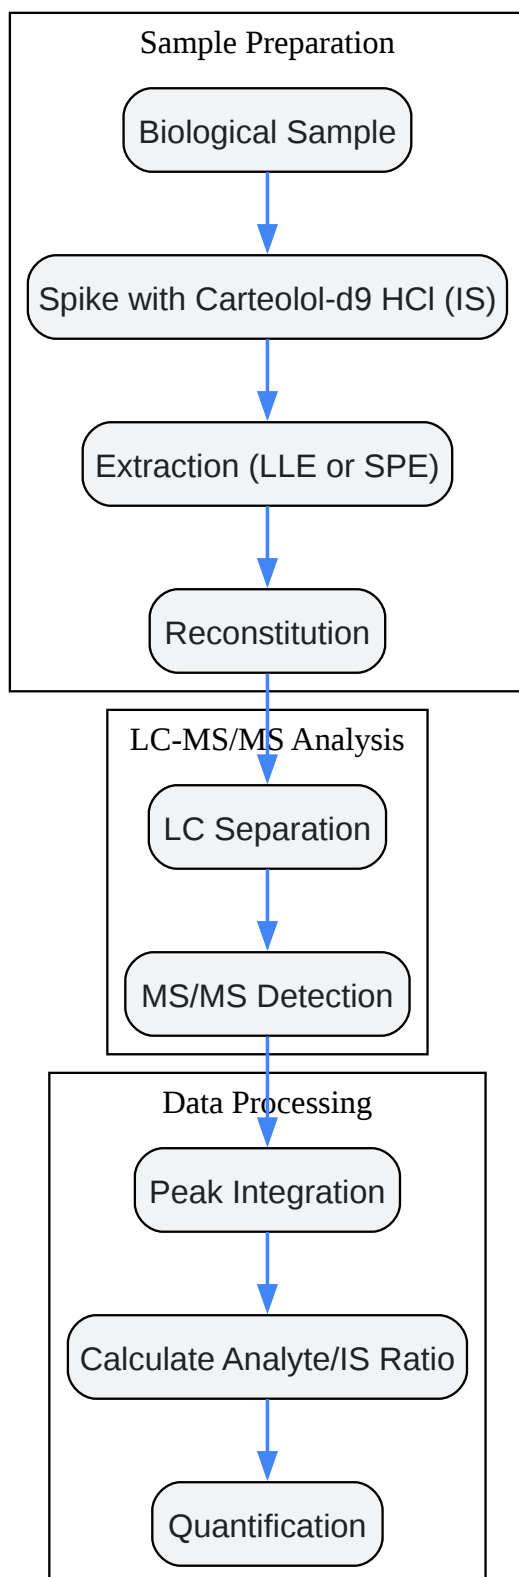 Sample Preparation
Biological Sample
Spike with Carteolol-d9 HCl (IS)
Extraction (LLE or SPE)
Reconstitution
LC-MS/MS Analysis
LC Separation
MS/MS Detection
Data Processing
Peak Integration
Calculate Analyte/IS Ratio
Quantification